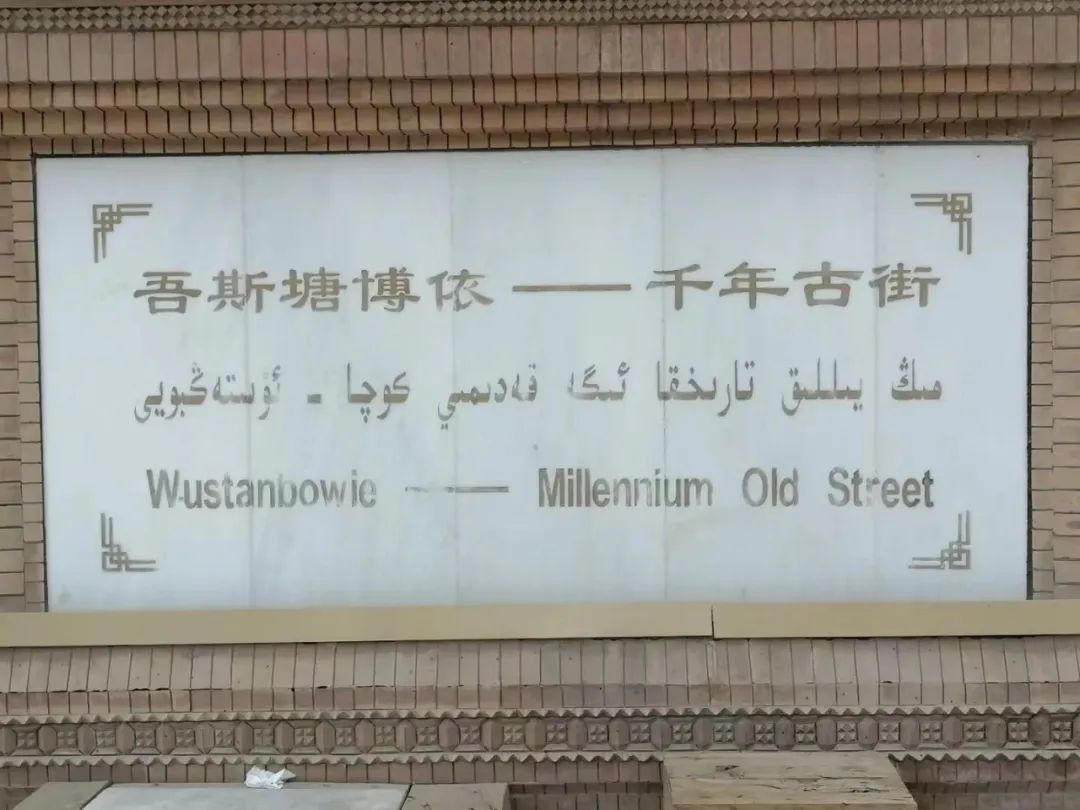 吾斯塘博依——千年古街
مىڭ يىللىق تارىخقا ئىگە قەدىمىي كوچا - ئۆستەڭبويى
Wustanbowie —— Millennium Old Street